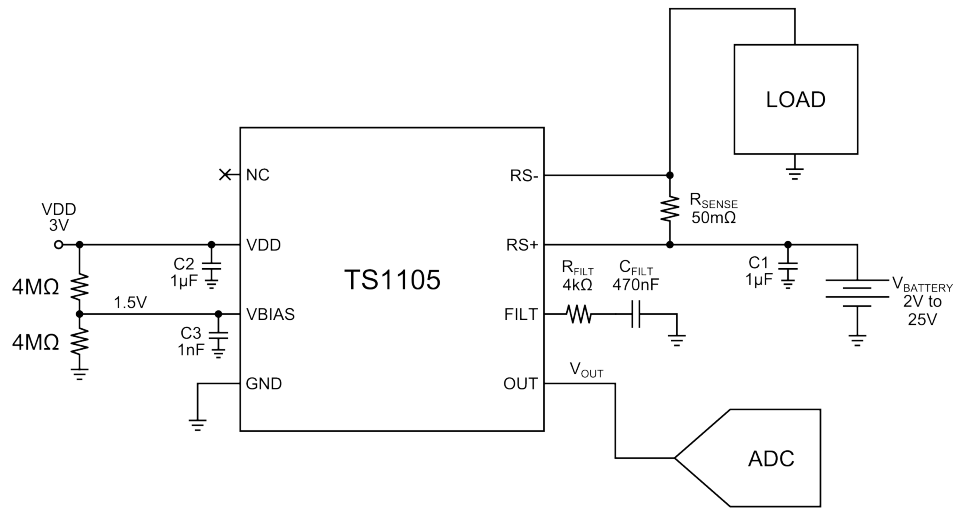 LOAD
NC
RS-
R_SENSE
50mΩ
VDD
3V
VDD
RS+
C2
1µF
TS1105
R_FILT
4kΩ
C_FILT
470nF
C1
1µF
V_BATTERY
2V to
25V
4MΩ
1.5V
VBIAS
FILT
4MΩ
C3
1nF
GND
OUT
V_OUT
ADC